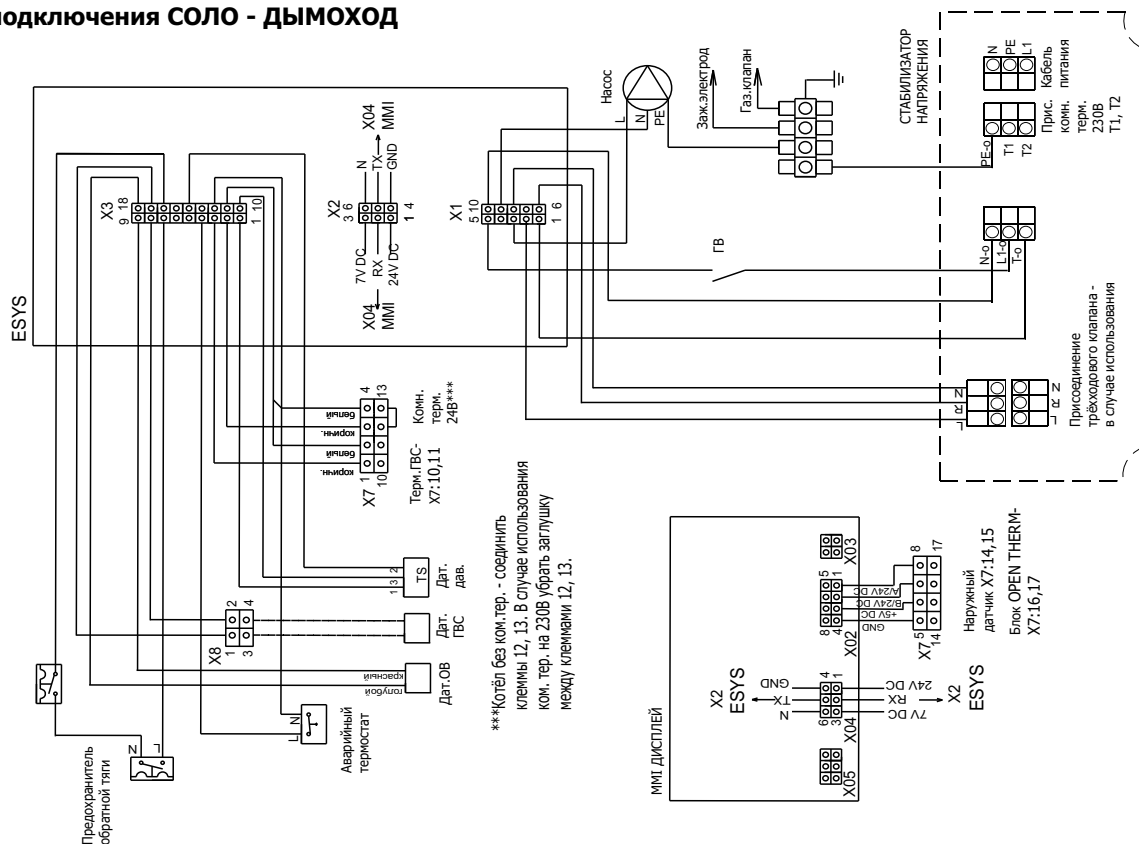 подключения СОЛО - ДЫМОХОД
ESYS
X3
9 18
1 10
X2
3 6
1 4
N
TX
GND
X04
MMI
7V DC
RX
24V DC
X04
MMI
X1
5 10
1 6
Насос
L
N
PE
Заж.электрод
Газ.клапан
ГВ
СТАБИЛИЗАТОР
НАПРЯЖЕНИЯ
N
PE
L1
Кабель
питания
PE-o
T1
T2
Прис.
комн.
терм.
230В
T1, T2
N-o
L1-o
T-o
N
R
L
N
R
L
Присоединение
трёхходового клапана -
в случае использования
X7
1 4
10 13
коричн.
белый
коричн.
белый
Терм.ГВС-
X7:10,11
Комн.
терм.
24В***
TS
1 3 2
Дат.
дав.
X8
1 2
3 4
Дат.
ГВС
голубой
красный
Дат.ОВ
L N
Аварийный
термостат
N
L
Предохранитель
обратной тяги
***Котёл без ком.тер. - соединить
клеммы 12, 13. В случае использования
ком. тер. на 230В убрать заглушку
между клеммами 12, 13.
MMI ДИСПЛЕЙ
X05
X04
6 4
3 1
N
TX
GND
X2
ESYS
7V DC
RX
24V DC
X2
ESYS
X02
8 5
4 1
X03
GND
+5V DC
B/24V DC
A/24V DC
X7
5 8
14 17
Наружный
датчик X7:14,15
Блок OPEN THERM-
X7:16,17